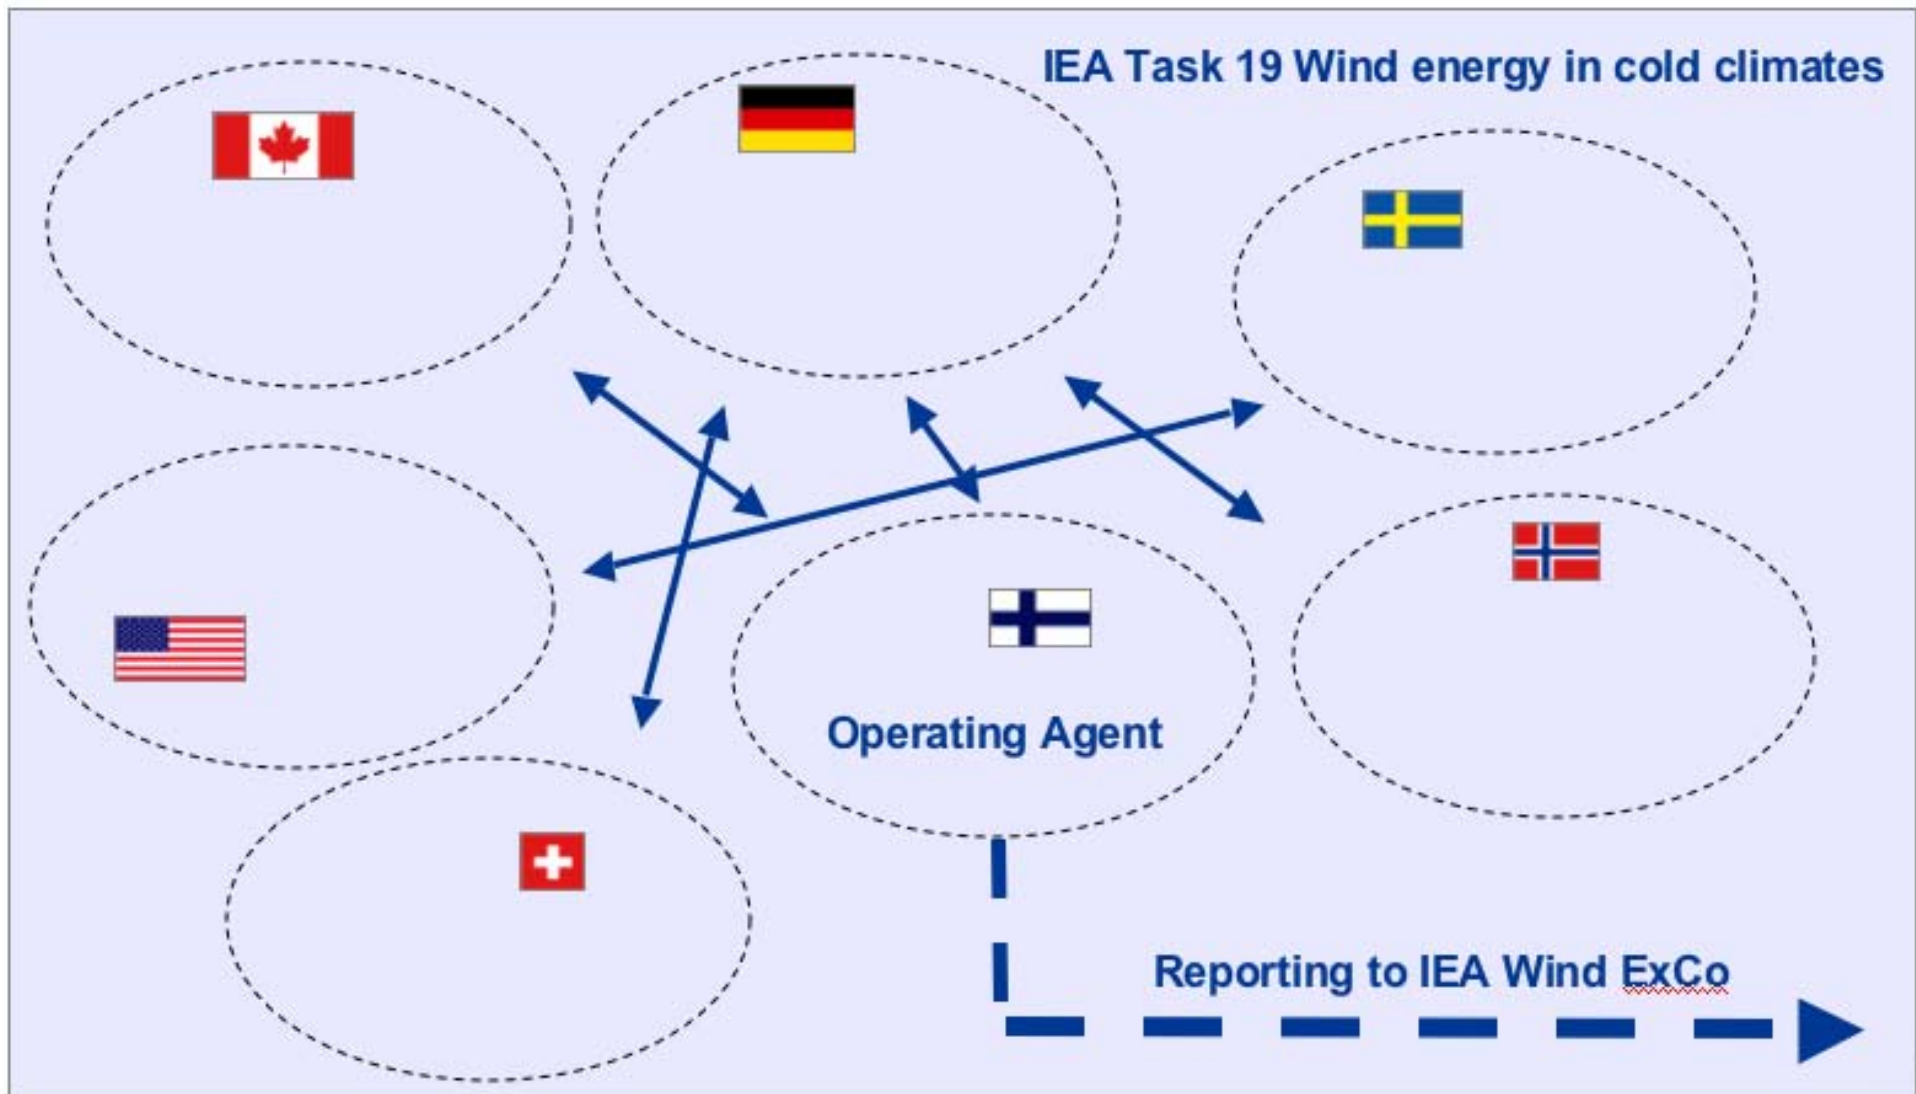 IEA Task 19 Wind energy in cold climates
Operating Agent
Reporting to IEA Wind ExCo